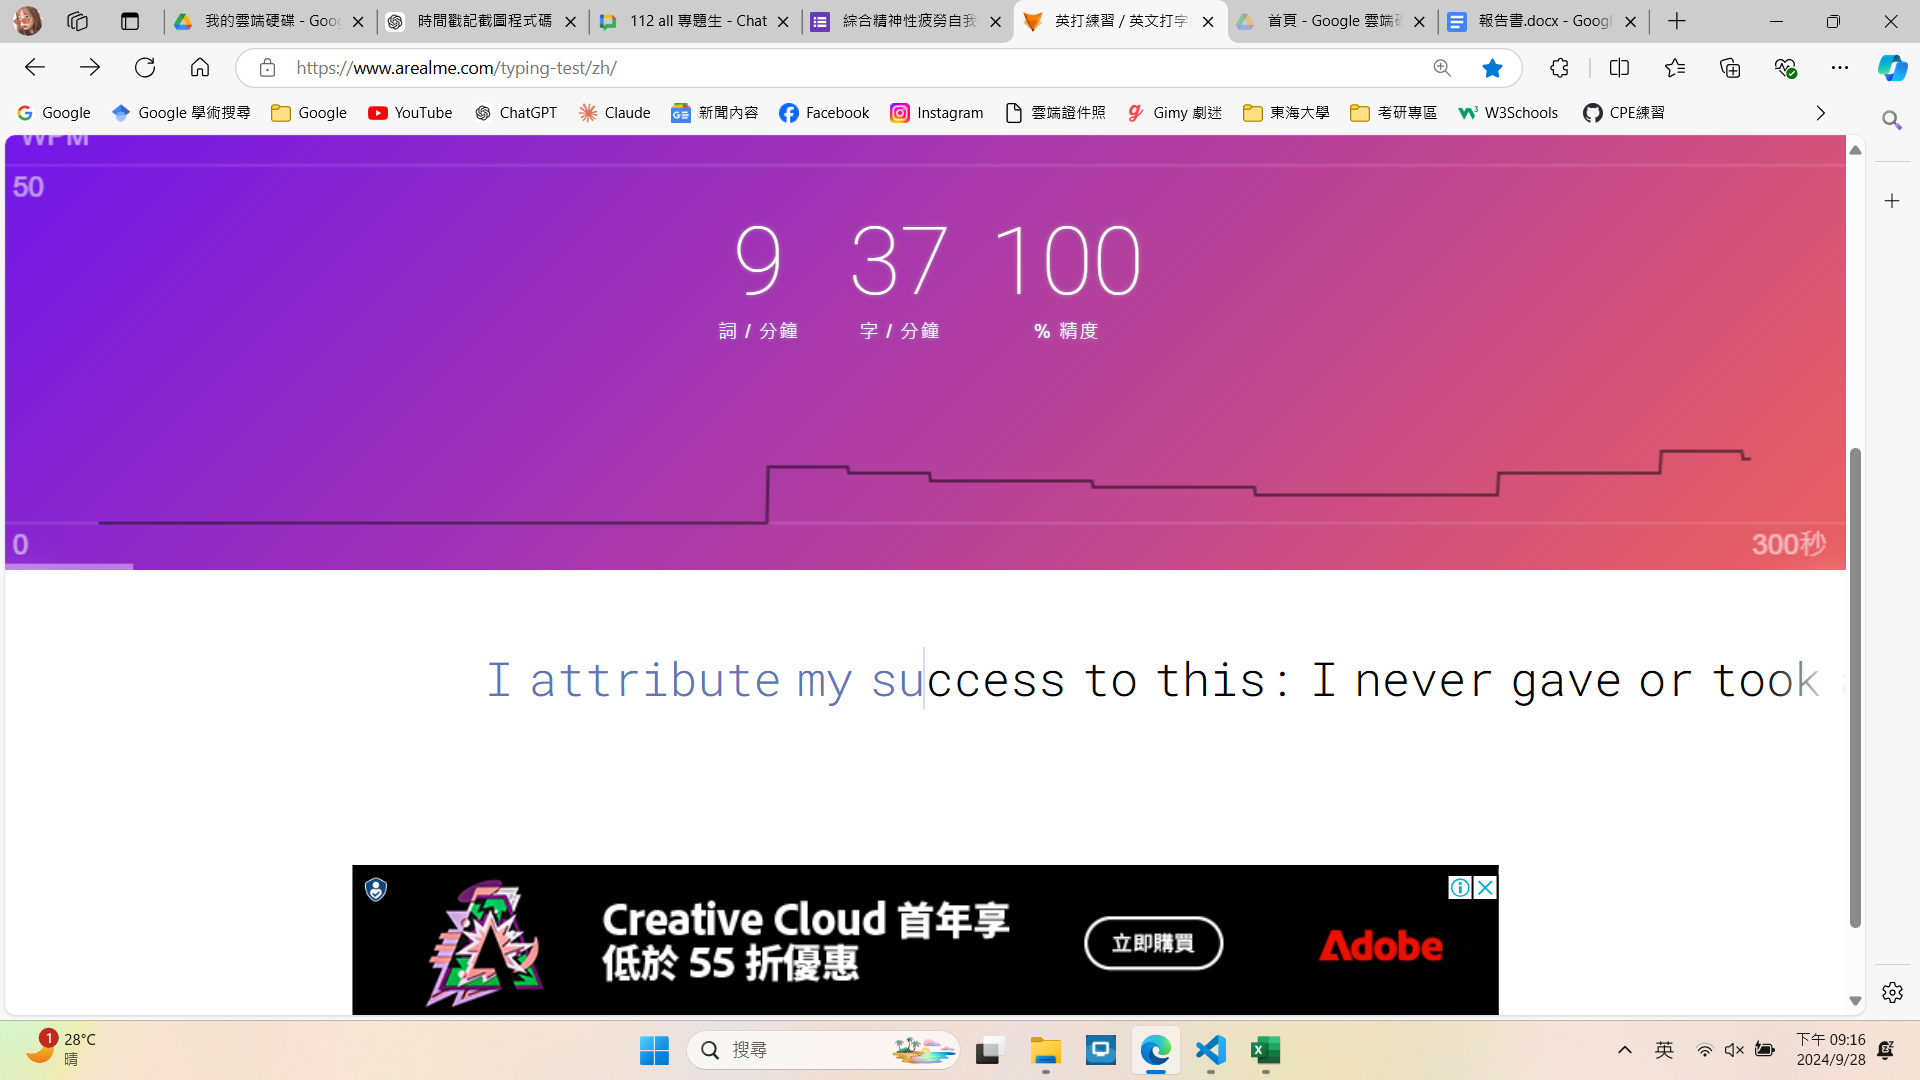 我的雲端硬碟 - Goog
時間戳記截圖程式碼
112 all 專題生 - Chat
綜合精神性疲勞自我
英打練習 / 英文打字
首頁 - Google 雲端硬
報告書.docx - Googl
https://www.arealme.com/typing-test/zh/
Google
Google 學術搜尋
Google
YouTube
ChatGPT
Claude
新聞內容
Facebook
Instagram
雲端證件照
Gimy 劇迷
東海大學
考研專區
W3Schools
CPE練習
WPM
50
9 37 100
詞 / 分鐘 字 / 分鐘 % 精度
0
300秒
I attribute my success to this: I never gave or took
Creative Cloud 首年享
低於 55 折優惠
立即購買
Adobe
1
28°C
晴
搜尋
英
下午 09:16
2024/9/28